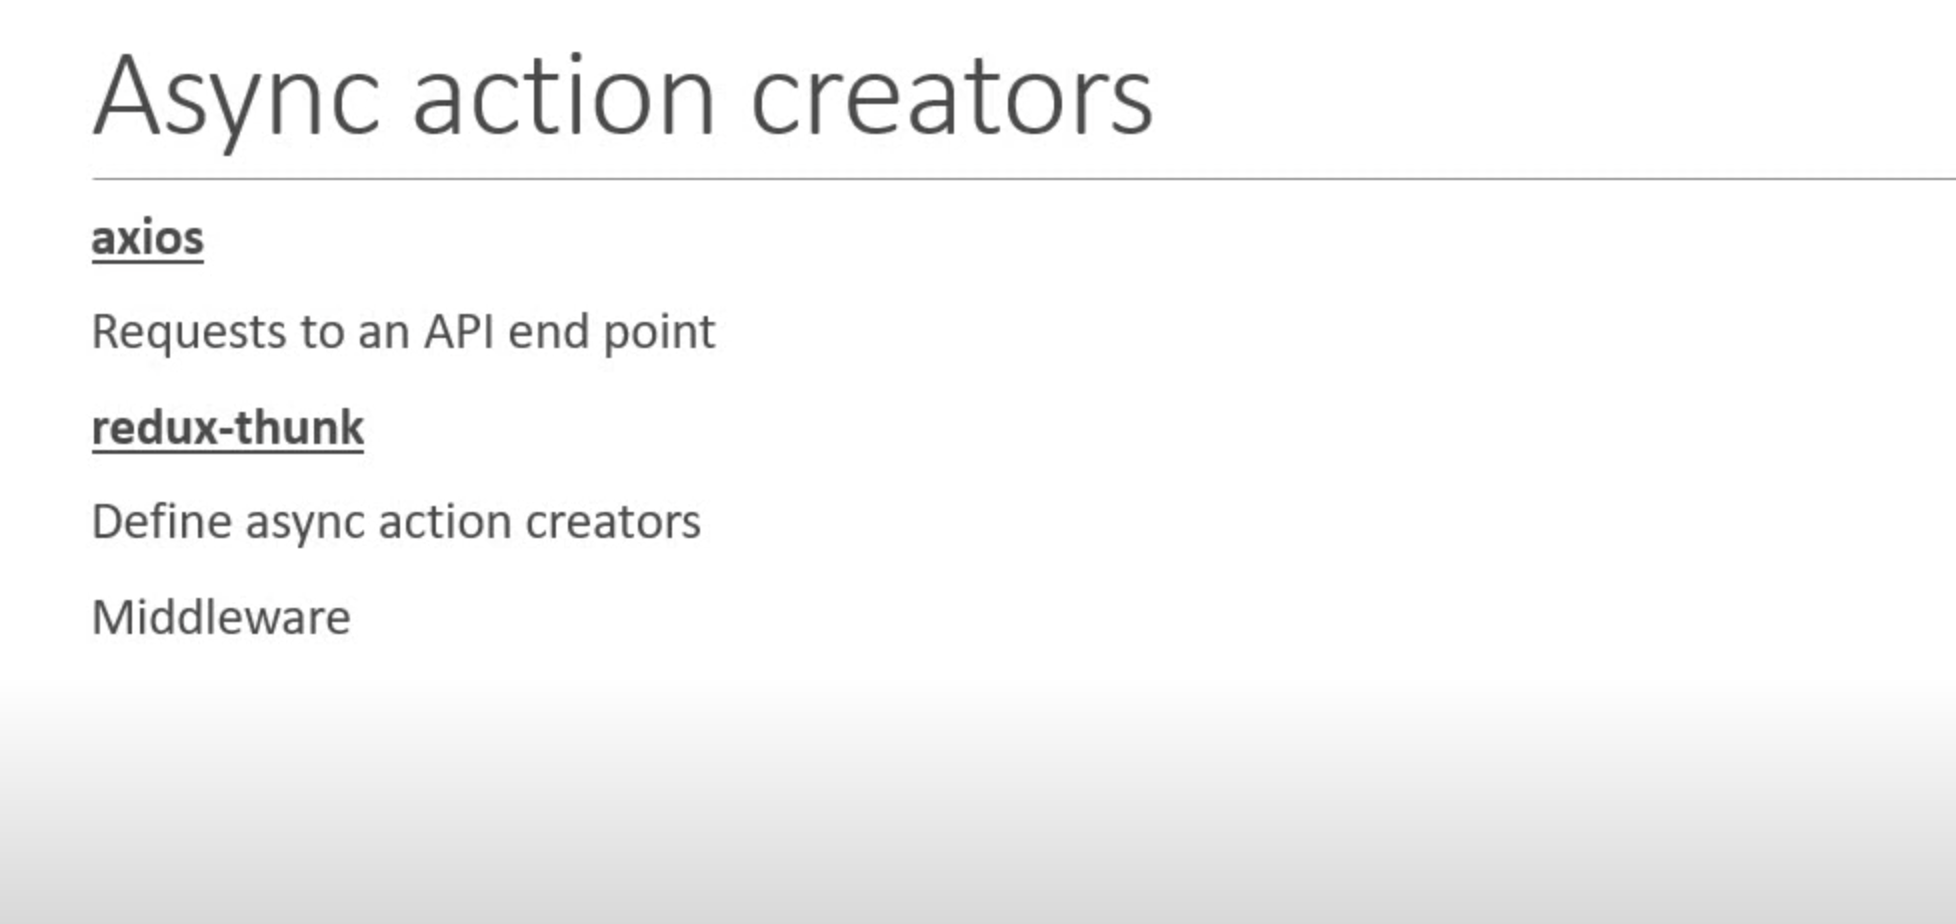 Async action creators
axios
Requests to an API end point
redux-thunk
Define async action creators
Middleware